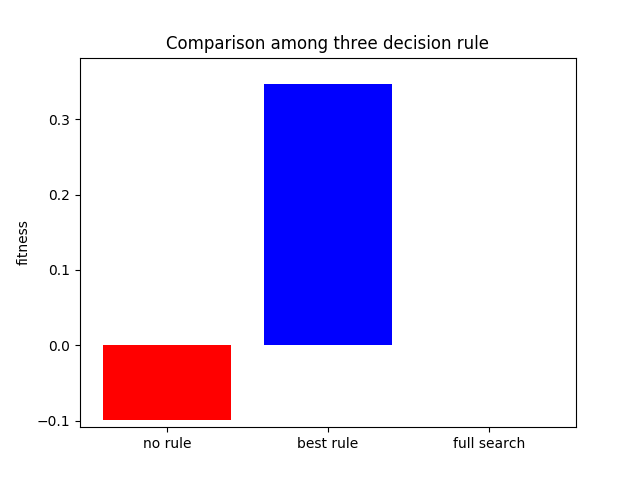 Comparison among three decision rule
fitness
0.3
0.2
0.1
0.0
−0.1
no rule
best rule
full search